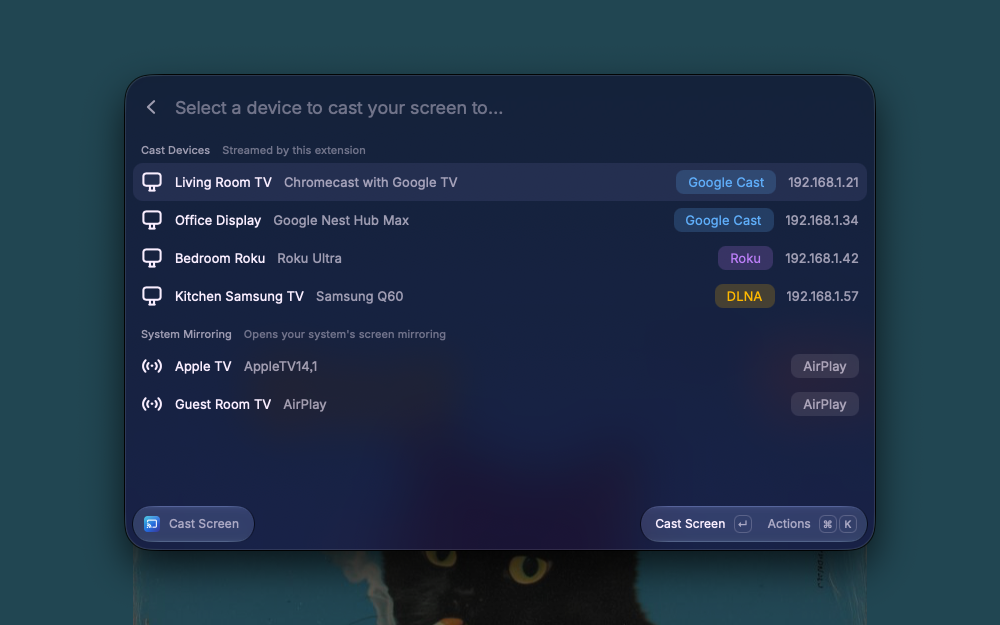 Select a device to cast your screen to...
Cast Devices Streamed by this extension
Living Room TV Chromecast with Google TV Google Cast 192.168.1.21
Office Display Google Nest Hub Max Google Cast 192.168.1.34
Bedroom Roku Roku Ultra Roku 192.168.1.42
Kitchen Samsung TV Samsung Q60 DLNA 192.168.1.57
System Mirroring Opens your system's screen mirroring
Apple TV AppleTV14,1 AirPlay
Guest Room TV AirPlay AirPlay
Cast Screen Cast Screen ↵ Actions ⌘ K